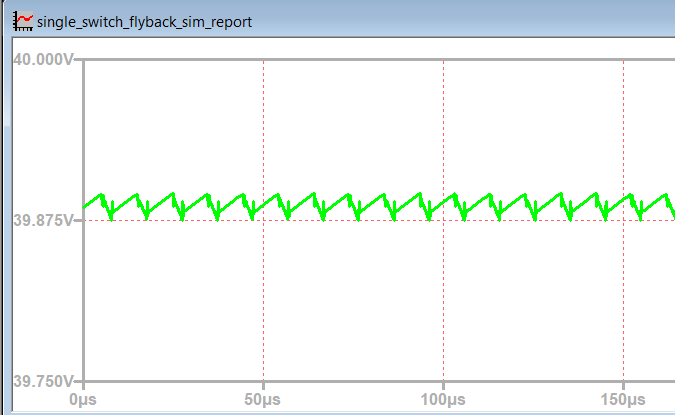 single_switch_flyback_sim_report
40.000V
39.875V
39.750V
0µs 50µs 100µs 150µs